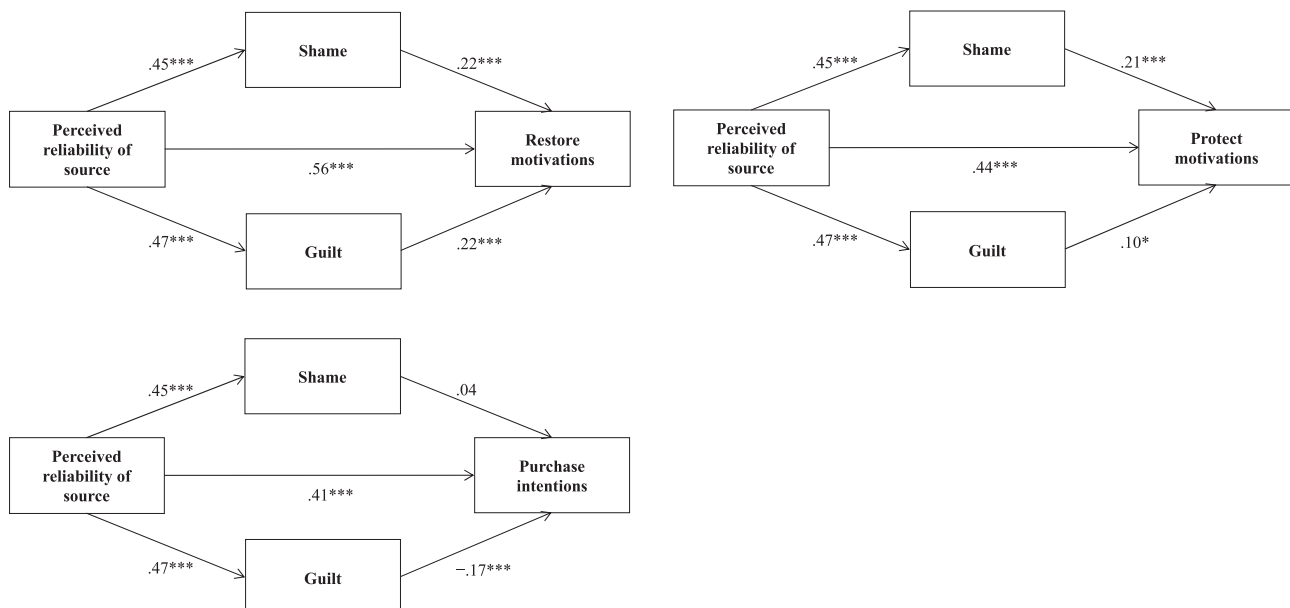 Shame
.45***
.22***
Perceived
reliability of
source
Restore
motivations
.56***
.47***
Guilt
.22***
Shame
.45***
.21***
Perceived
reliability of
source
Protect
motivations
.44***
.47***
Guilt
.10*
Shame
.45***
.04
Perceived
reliability of
source
Purchase
intentions
.41***
.47***
Guilt
−.17***